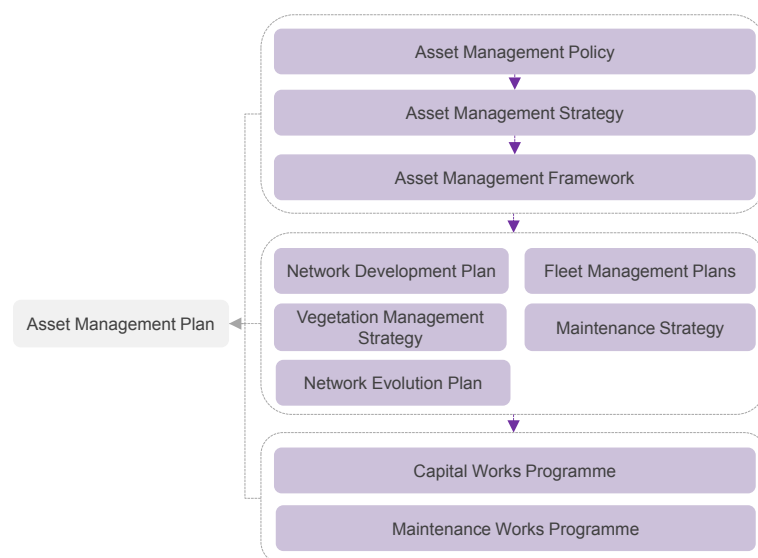 Asset Management Policy
Asset Management Strategy
Asset Management Framework
Network Development Plan
Fleet Management Plans
Asset Management Plan
Vegetation Management
Strategy
Maintenance Strategy
Network Evolution Plan
Capital Works Programme
Maintenance Works Programme